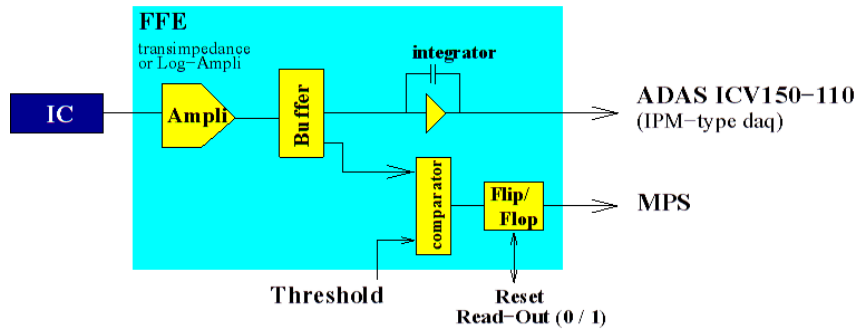 FFE
transimpedance
or Log-Ampli
IC
Ampli
Buffer
integrator
ADAS ICV150-110
(IPM-type daq)
comparator
Flip/
Flop
MPS
Threshold
Reset
Read-Out (0 / 1)